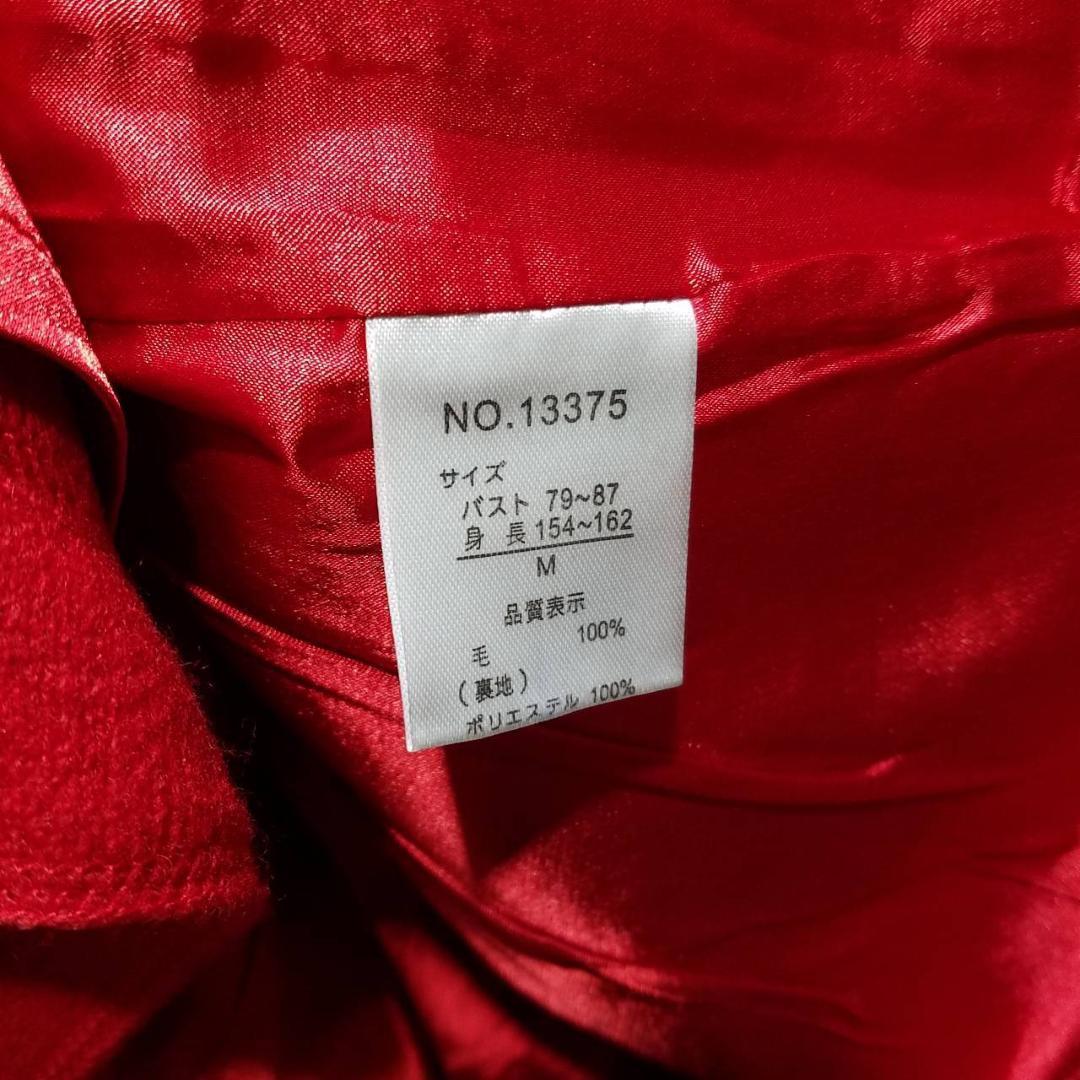 NO.13375
サイズ
バスト 79~87
身 長 154~162
M
品質表示
毛 100%
(裏地)
ポリエステル 100%